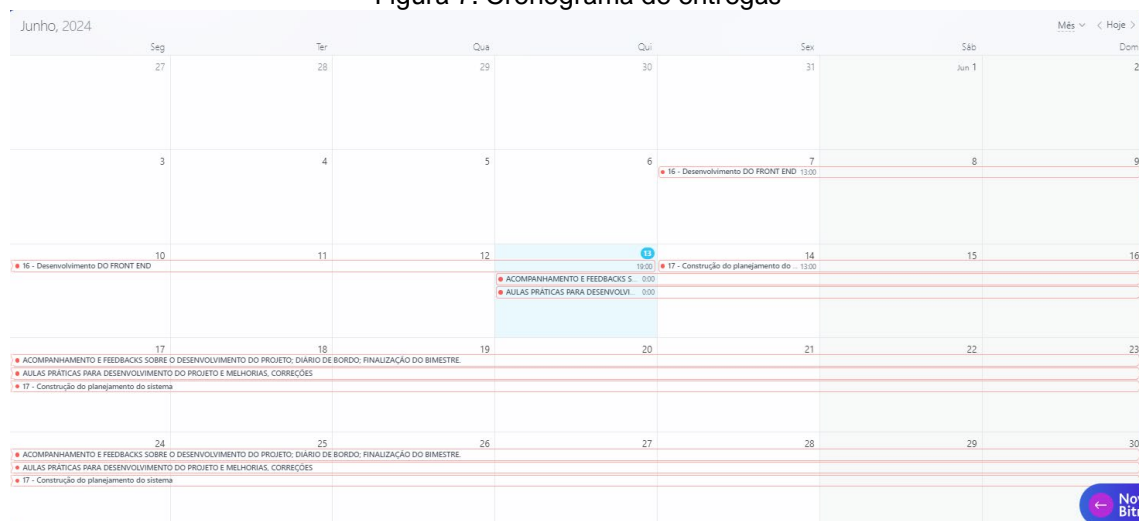 Figura 7: Cronograma de entregas
Junho, 2024
Mês
Hoje
Seg Ter Qua Qui Sex Sáb Dom
27 28 29 30 31 Jun 1 2
3 4 5 6 7 8 9
16 - Desenvolvimento DO FRONT END 13:00
10 11 12 13 14 15 16
16 - Desenvolvimento DO FRONT END 19:00 17 - Construção do planejamento do ... 13:00
ACOMPANHAMENTO E FEEDBACKS S... 0:00
AULAS PRÁTICAS PARA DESENVOLVI... 0:00
17 18 19 20 21 22 23
ACOMPANHAMENTO E FEEDBACKS SOBRE O DESENVOLVIMENTO DO PROJETO; DIÁRIO DE BORDO; FINALIZAÇÃO DO BIMESTRE.
AULAS PRÁTICAS PARA DESENVOLVIMENTO DO PROJETO E MELHORIAS, CORREÇÕES
17 - Construção do planejamento do sistema
24 25 26 27 28 29 30
ACOMPANHAMENTO E FEEDBACKS SOBRE O DESENVOLVIMENTO DO PROJETO; DIÁRIO DE BORDO; FINALIZAÇÃO DO BIMESTRE.
AULAS PRÁTICAS PARA DESENVOLVIMENTO DO PROJETO E MELHORIAS, CORREÇÕES
17 - Construção do planejamento do sistema